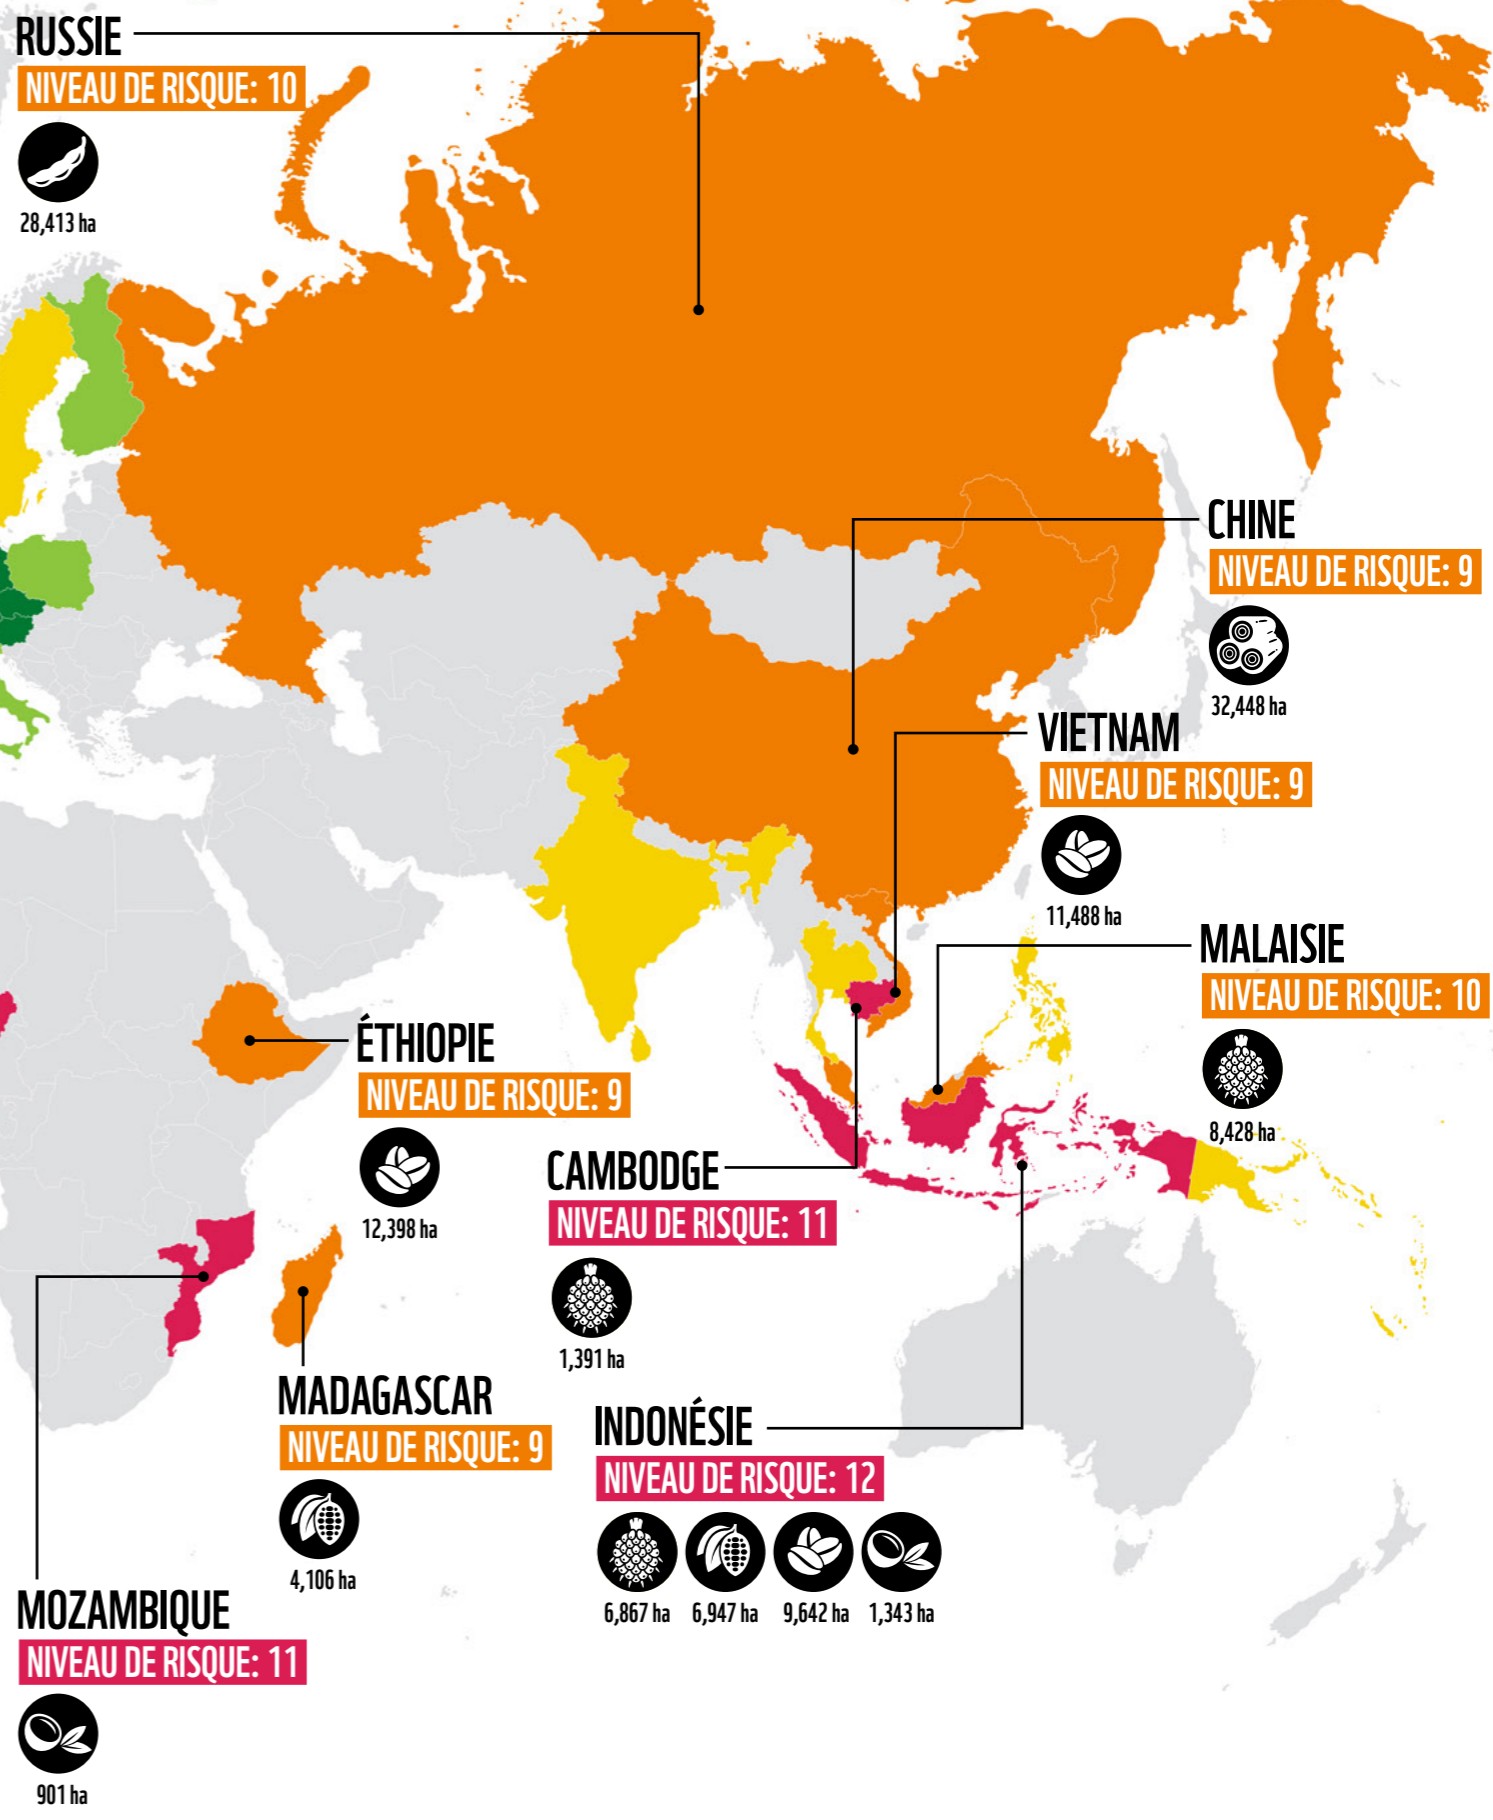 RUSSIE
NIVEAU DE RISQUE: 10
28,413 ha
CHINE
NIVEAU DE RISQUE: 9
32,448 ha
VIETNAM
NIVEAU DE RISQUE: 9
11,488 ha
MALAISIE
NIVEAU DE RISQUE: 10
8,428 ha
ÉTHIOPIE
NIVEAU DE RISQUE: 9
12,398 ha
CAMBODGE
NIVEAU DE RISQUE: 11
1,391 ha
MADAGASCAR
NIVEAU DE RISQUE: 9
4,106 ha
INDONÉSIE
NIVEAU DE RISQUE: 12
6,867 ha 6,947 ha 9,642 ha 1,343 ha
MOZAMBIQUE
NIVEAU DE RISQUE: 11
901 ha